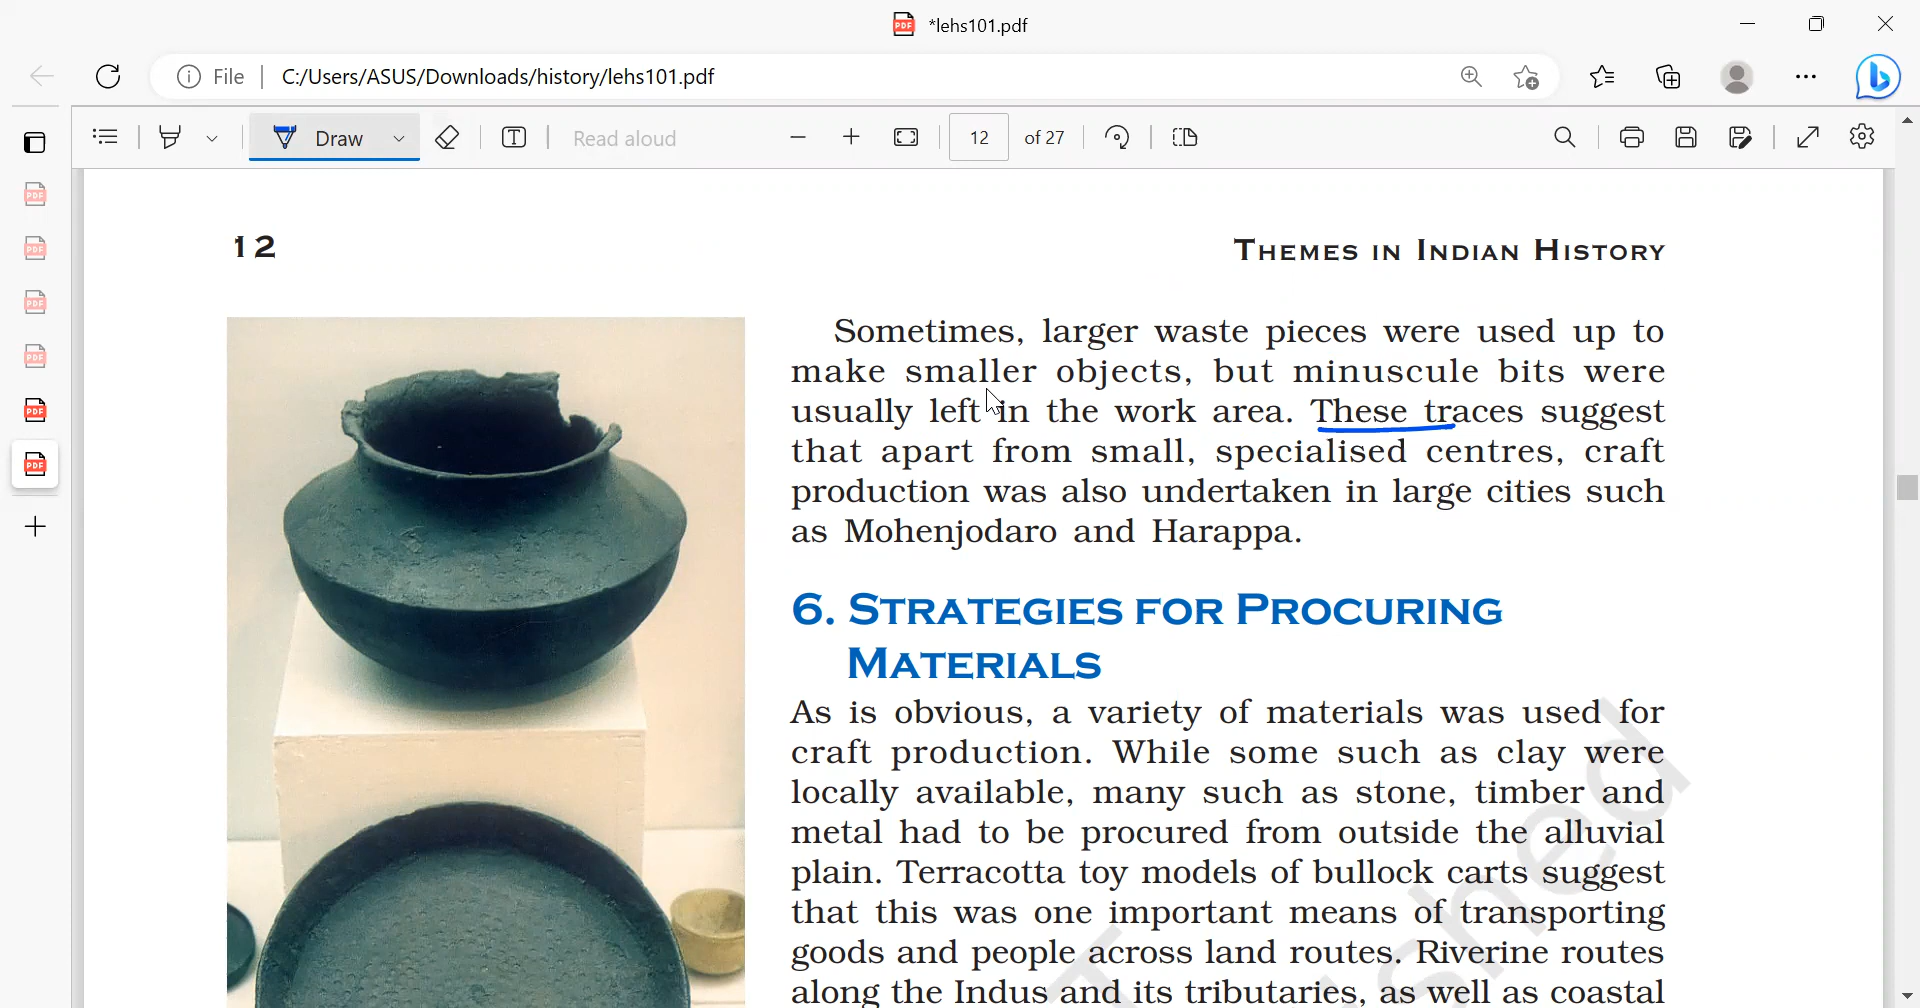 *lehs101.pdf
File
C:/Users/ASUS/Downloads/history/lehs101.pdf
Draw
Read aloud
12
of 27
12
THEMES IN INDIAN HISTORY
Sometimes, larger waste pieces were used up to
make smaller objects, but minuscule bits were
usually left in the work area. These traces suggest
that apart from small, specialised centres, craft
production was also undertaken in large cities such
as Mohenjodaro and Harappa.
6. STRATEGIES FOR PROCURING
MATERIALS
As is obvious, a variety of materials was used for
craft production. While some such as clay were
locally available, many such as stone, timber and
metal had to be procured from outside the alluvial
plain. Terracotta toy models of bullock carts suggest
that this was one important means of transporting
goods and people across land routes. Riverine routes
along the Indus and its tributaries, as well as coastal